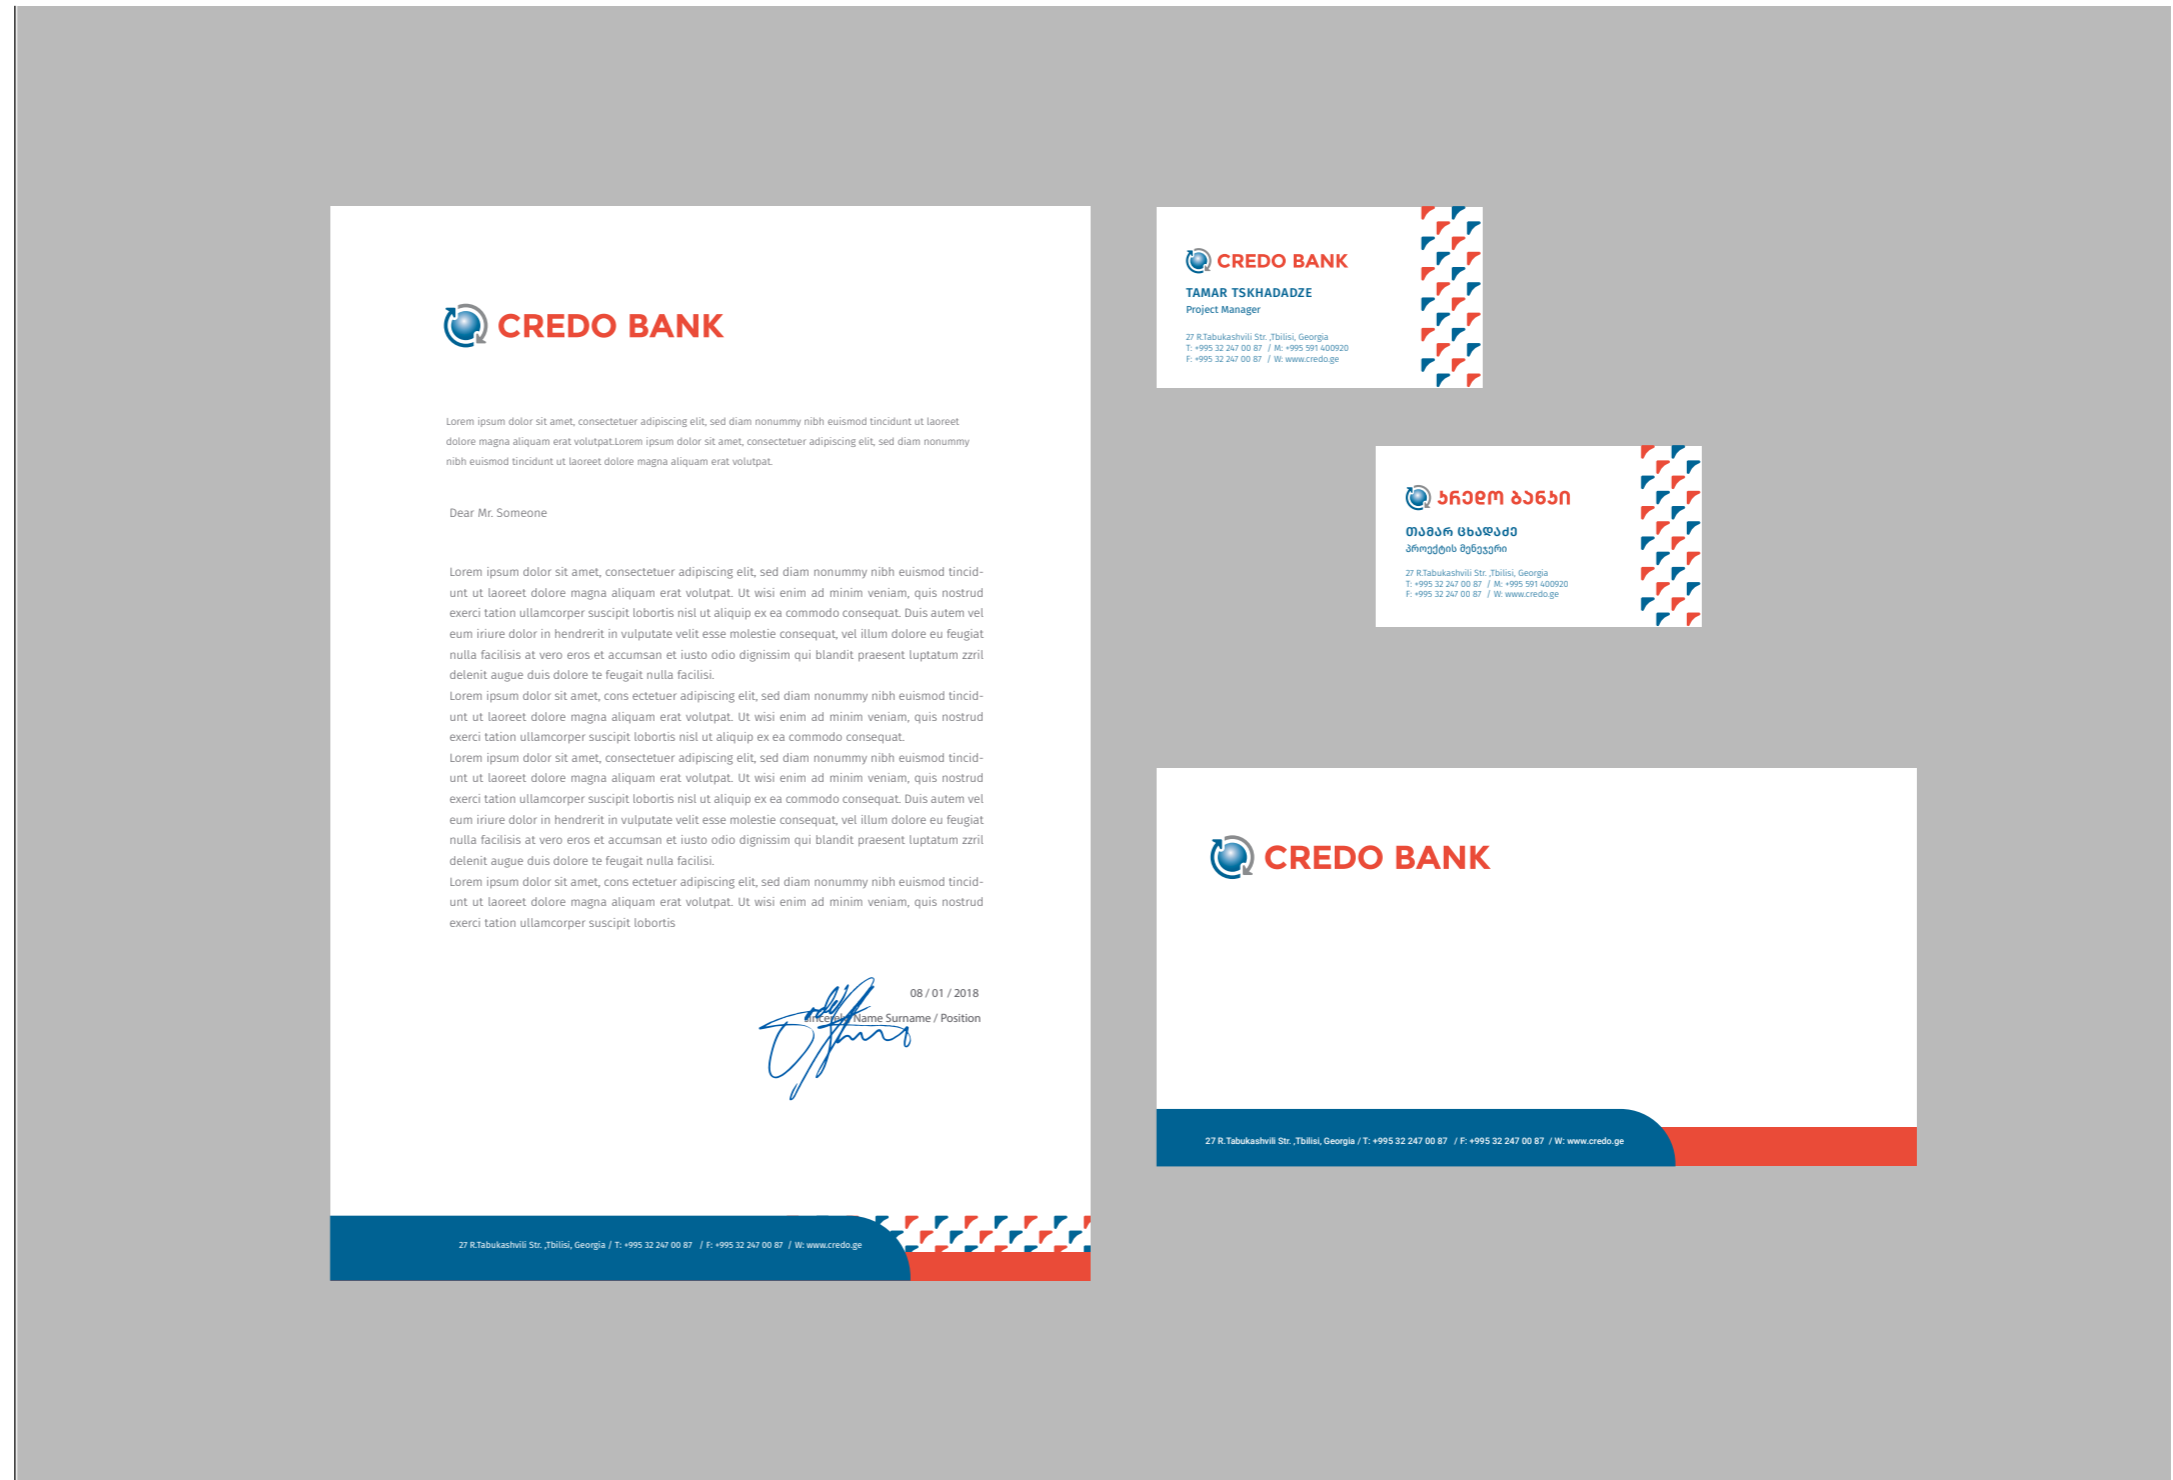 CREDO BANK
Lorem ipsum dolor sit amet, consectetuer adipiscing elit, sed diam nonummy nibh euismod tincidunt ut laoreet
dolore magna aliquam erat volutpat.Lorem ipsum dolor sit amet, consectetuer adipiscing elit, sed diam nonummy
nibh euismod tincidunt ut laoreet dolore magna aliquam erat volutpat.
Dear Mr. Someone
Lorem ipsum dolor sit amet, consectetuer adipiscing elit, sed diam nonummy nibh euismod tincid-
unt ut laoreet dolore magna aliquam erat volutpat. Ut wisi enim ad minim veniam, quis nostrud
exerci tation ullamcorper suscipit lobortis nisl ut aliquip ex ea commodo consequat. Duis autem vel
eum iriure dolor in hendrerit in vulputate velit esse molestie consequat, vel illum dolore eu feugiat
nulla facilisis at vero eros et accumsan et iusto odio dignissim qui blandit praesent luptatum zzril
delenit augue duis dolore te feugait nulla facilisi.
Lorem ipsum dolor sit amet, cons ectetuer adipiscing elit, sed diam nonummy nibh euismod tincid-
unt ut laoreet dolore magna aliquam erat volutpat. Ut wisi enim ad minim veniam, quis nostrud
exerci tation ullamcorper suscipit lobortis nisl ut aliquip ex ea commodo consequat.
Lorem ipsum dolor sit amet, consectetuer adipiscing elit, sed diam nonummy nibh euismod tincid-
unt ut laoreet dolore magna aliquam erat volutpat. Ut wisi enim ad minim veniam, quis nostrud
exerci tation ullamcorper suscipit lobortis nisl ut aliquip ex ea commodo consequat. Duis autem vel
eum iriure dolor in hendrerit in vulputate velit esse molestie consequat, vel illum dolore eu feugiat
nulla facilisis at vero eros et accumsan et iusto odio dignissim qui blandit praesent luptatum zzril
delenit augue duis dolore te feugait nulla facilisi.
Lorem ipsum dolor sit amet, cons ectetuer adipiscing elit, sed diam nonummy nibh euismod tincid-
unt ut laoreet dolore magna aliquam erat volutpat. Ut wisi enim ad minim veniam, quis nostrud
exerci tation ullamcorper suscipit lobortis
08 / 01 / 2018
Name Surname / Position
27 R.Tabukashvili Str. ,Tbilisi, Georgia / T: +995 32 247 00 87 / F: +995 32 247 00 87 / W: www.credo.ge
CREDO BANK
TAMAR TSKHADADZE
Project Manager
27 R.Tabukashvili Str. ,Tbilisi, Georgia
T: +995 32 247 00 87 / M: +995 591 400920
F: +995 32 247 00 87 / W: www.credo.ge
კრედო ბანკი
თამარ ცხადაძე
პროექტის მენეჯერი
27 R.Tabukashvili Str. ,Tbilisi, Georgia
T: +995 32 247 00 87 / M: +995 591 400920
F: +995 32 247 00 87 / W: www.credo.ge
CREDO BANK
27 R.Tabukashvili Str. ,Tbilisi, Georgia / T: +995 32 247 00 87 / F: +995 32 247 00 87 / W: www.credo.ge